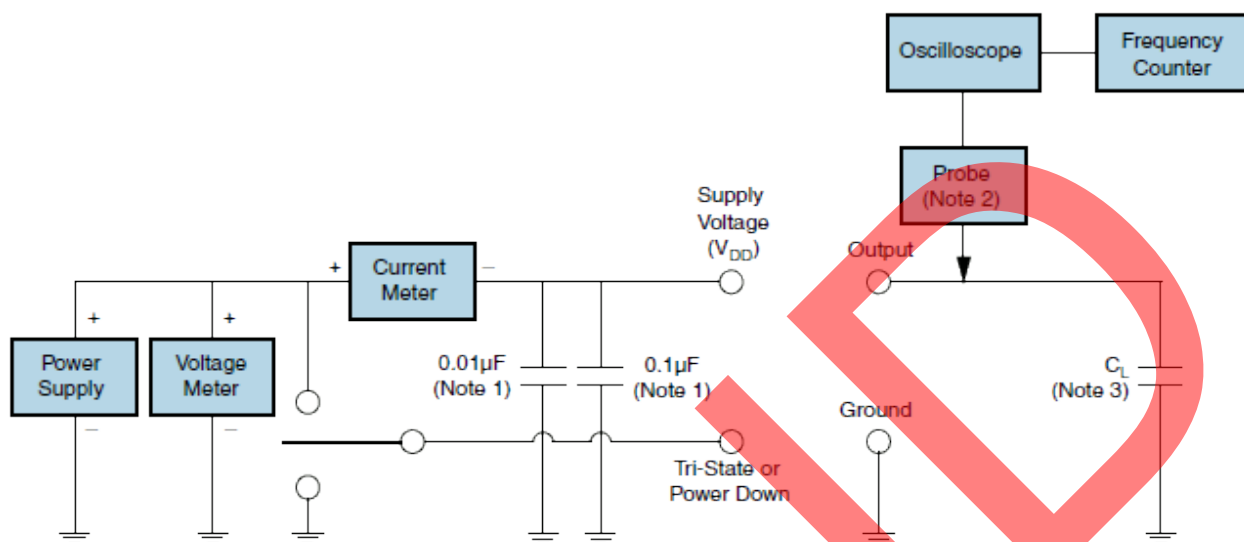 Oscilloscope
Frequency
Counter
Probe
(Note 2)
Supply
Voltage
(VDD)
Output
+
Current
Meter
–
+
Power
Supply
–
+
Voltage
Meter
–
0.01µF
(Note 1)
0.1µF
(Note 1)
CL
(Note 3)
Ground
Tri-State or
Power Down